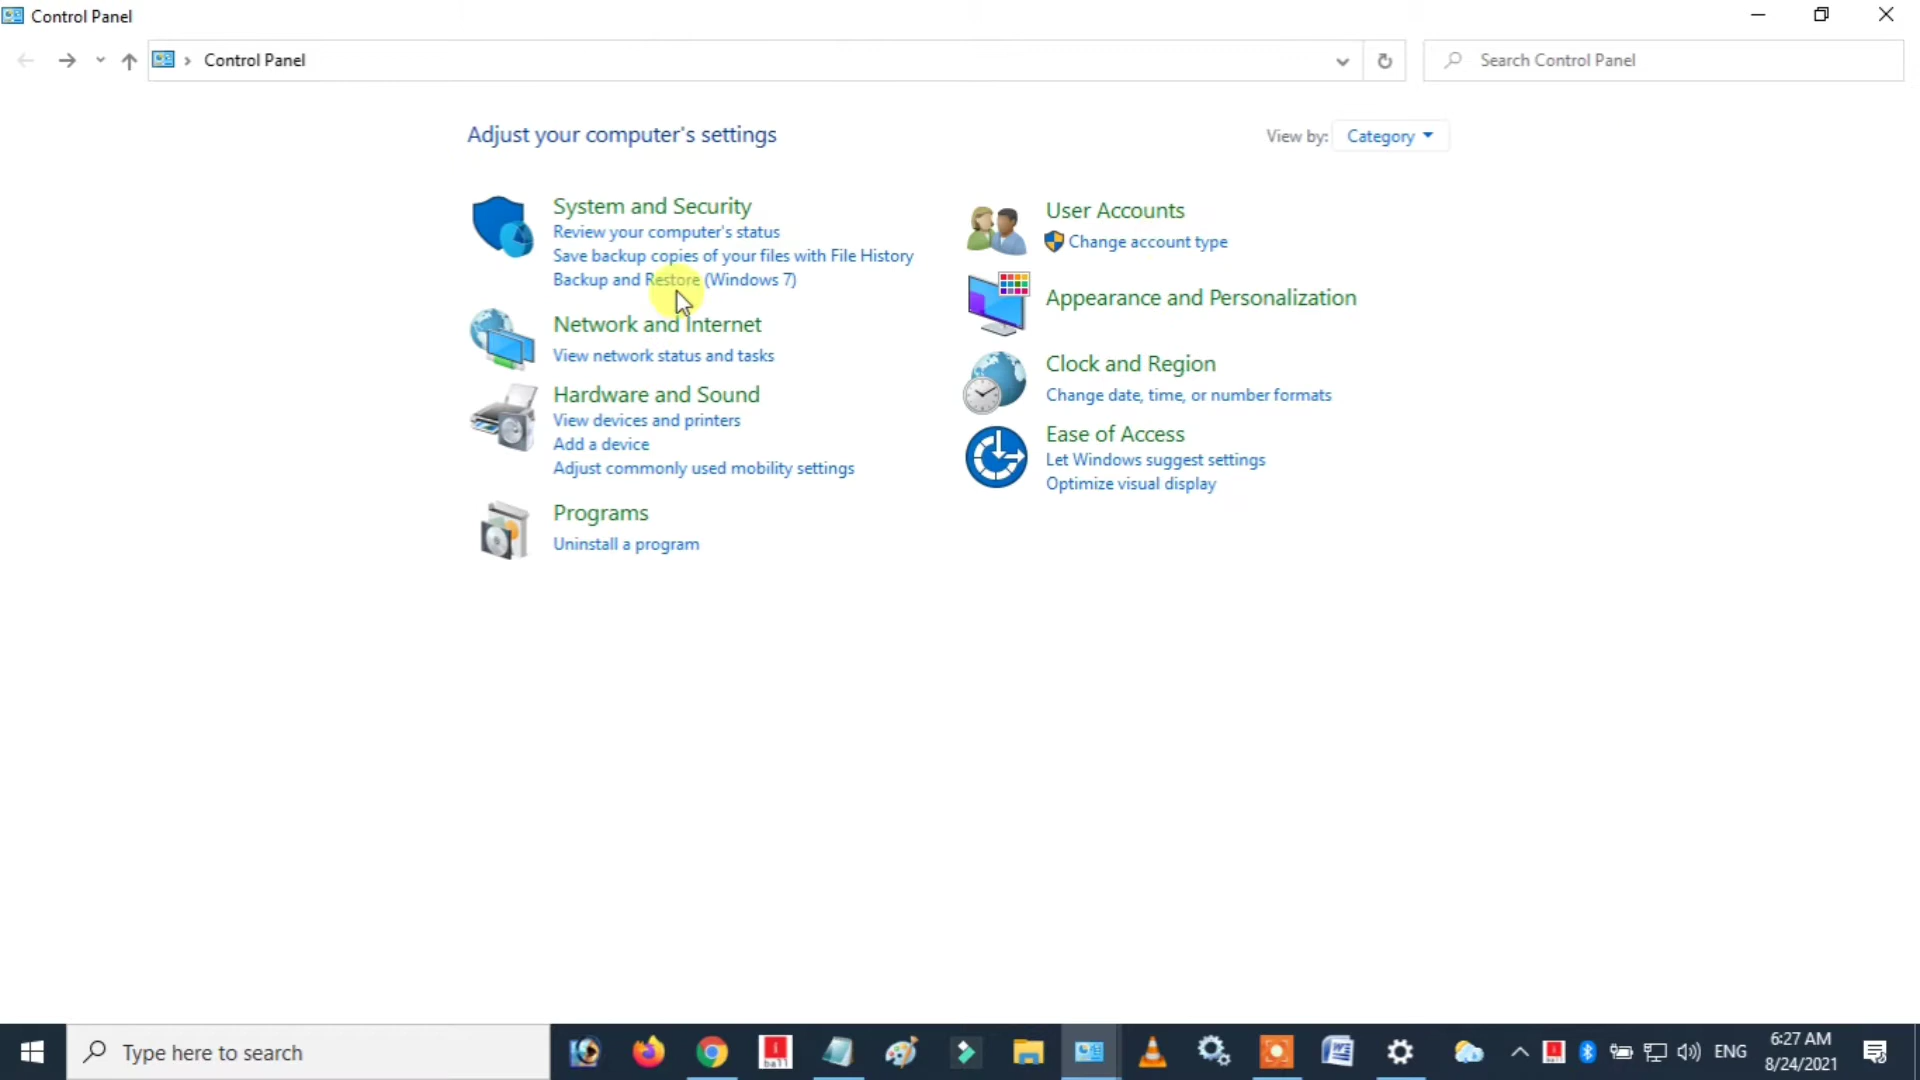 Control Panel
Control Panel
Search Control Panel
Adjust your computer's settings
View by: Category
System and Security
Review your computer's status
Save backup copies of your files with File History
Backup and Restore (Windows 7)
Network and Internet
View network status and tasks
Hardware and Sound
View devices and printers
Add a device
Adjust commonly used mobility settings
Programs
Uninstall a program
User Accounts
Change account type
Appearance and Personalization
Clock and Region
Change date, time, or number formats
Ease of Access
Let Windows suggest settings
Optimize visual display
Type here to search
ball
ENG
6:27 AM
8/24/2021